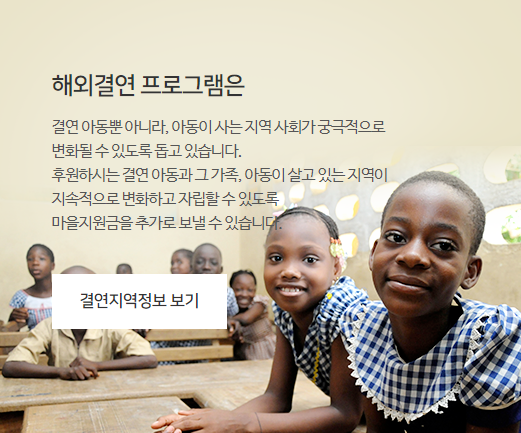 해외결연 프로그램은
결연 아동뿐 아니라, 아동이 사는 지역 사회가 궁극적으로
변화될 수 있도록 돕고 있습니다.
후원하시는 결연 아동과 그 가족, 아동이 살고 있는 지역이
지속적으로 변화하고 자립할 수 있도록
마을지원금을 추가로 보낼 수 있습니다.
결연지역정보 보기